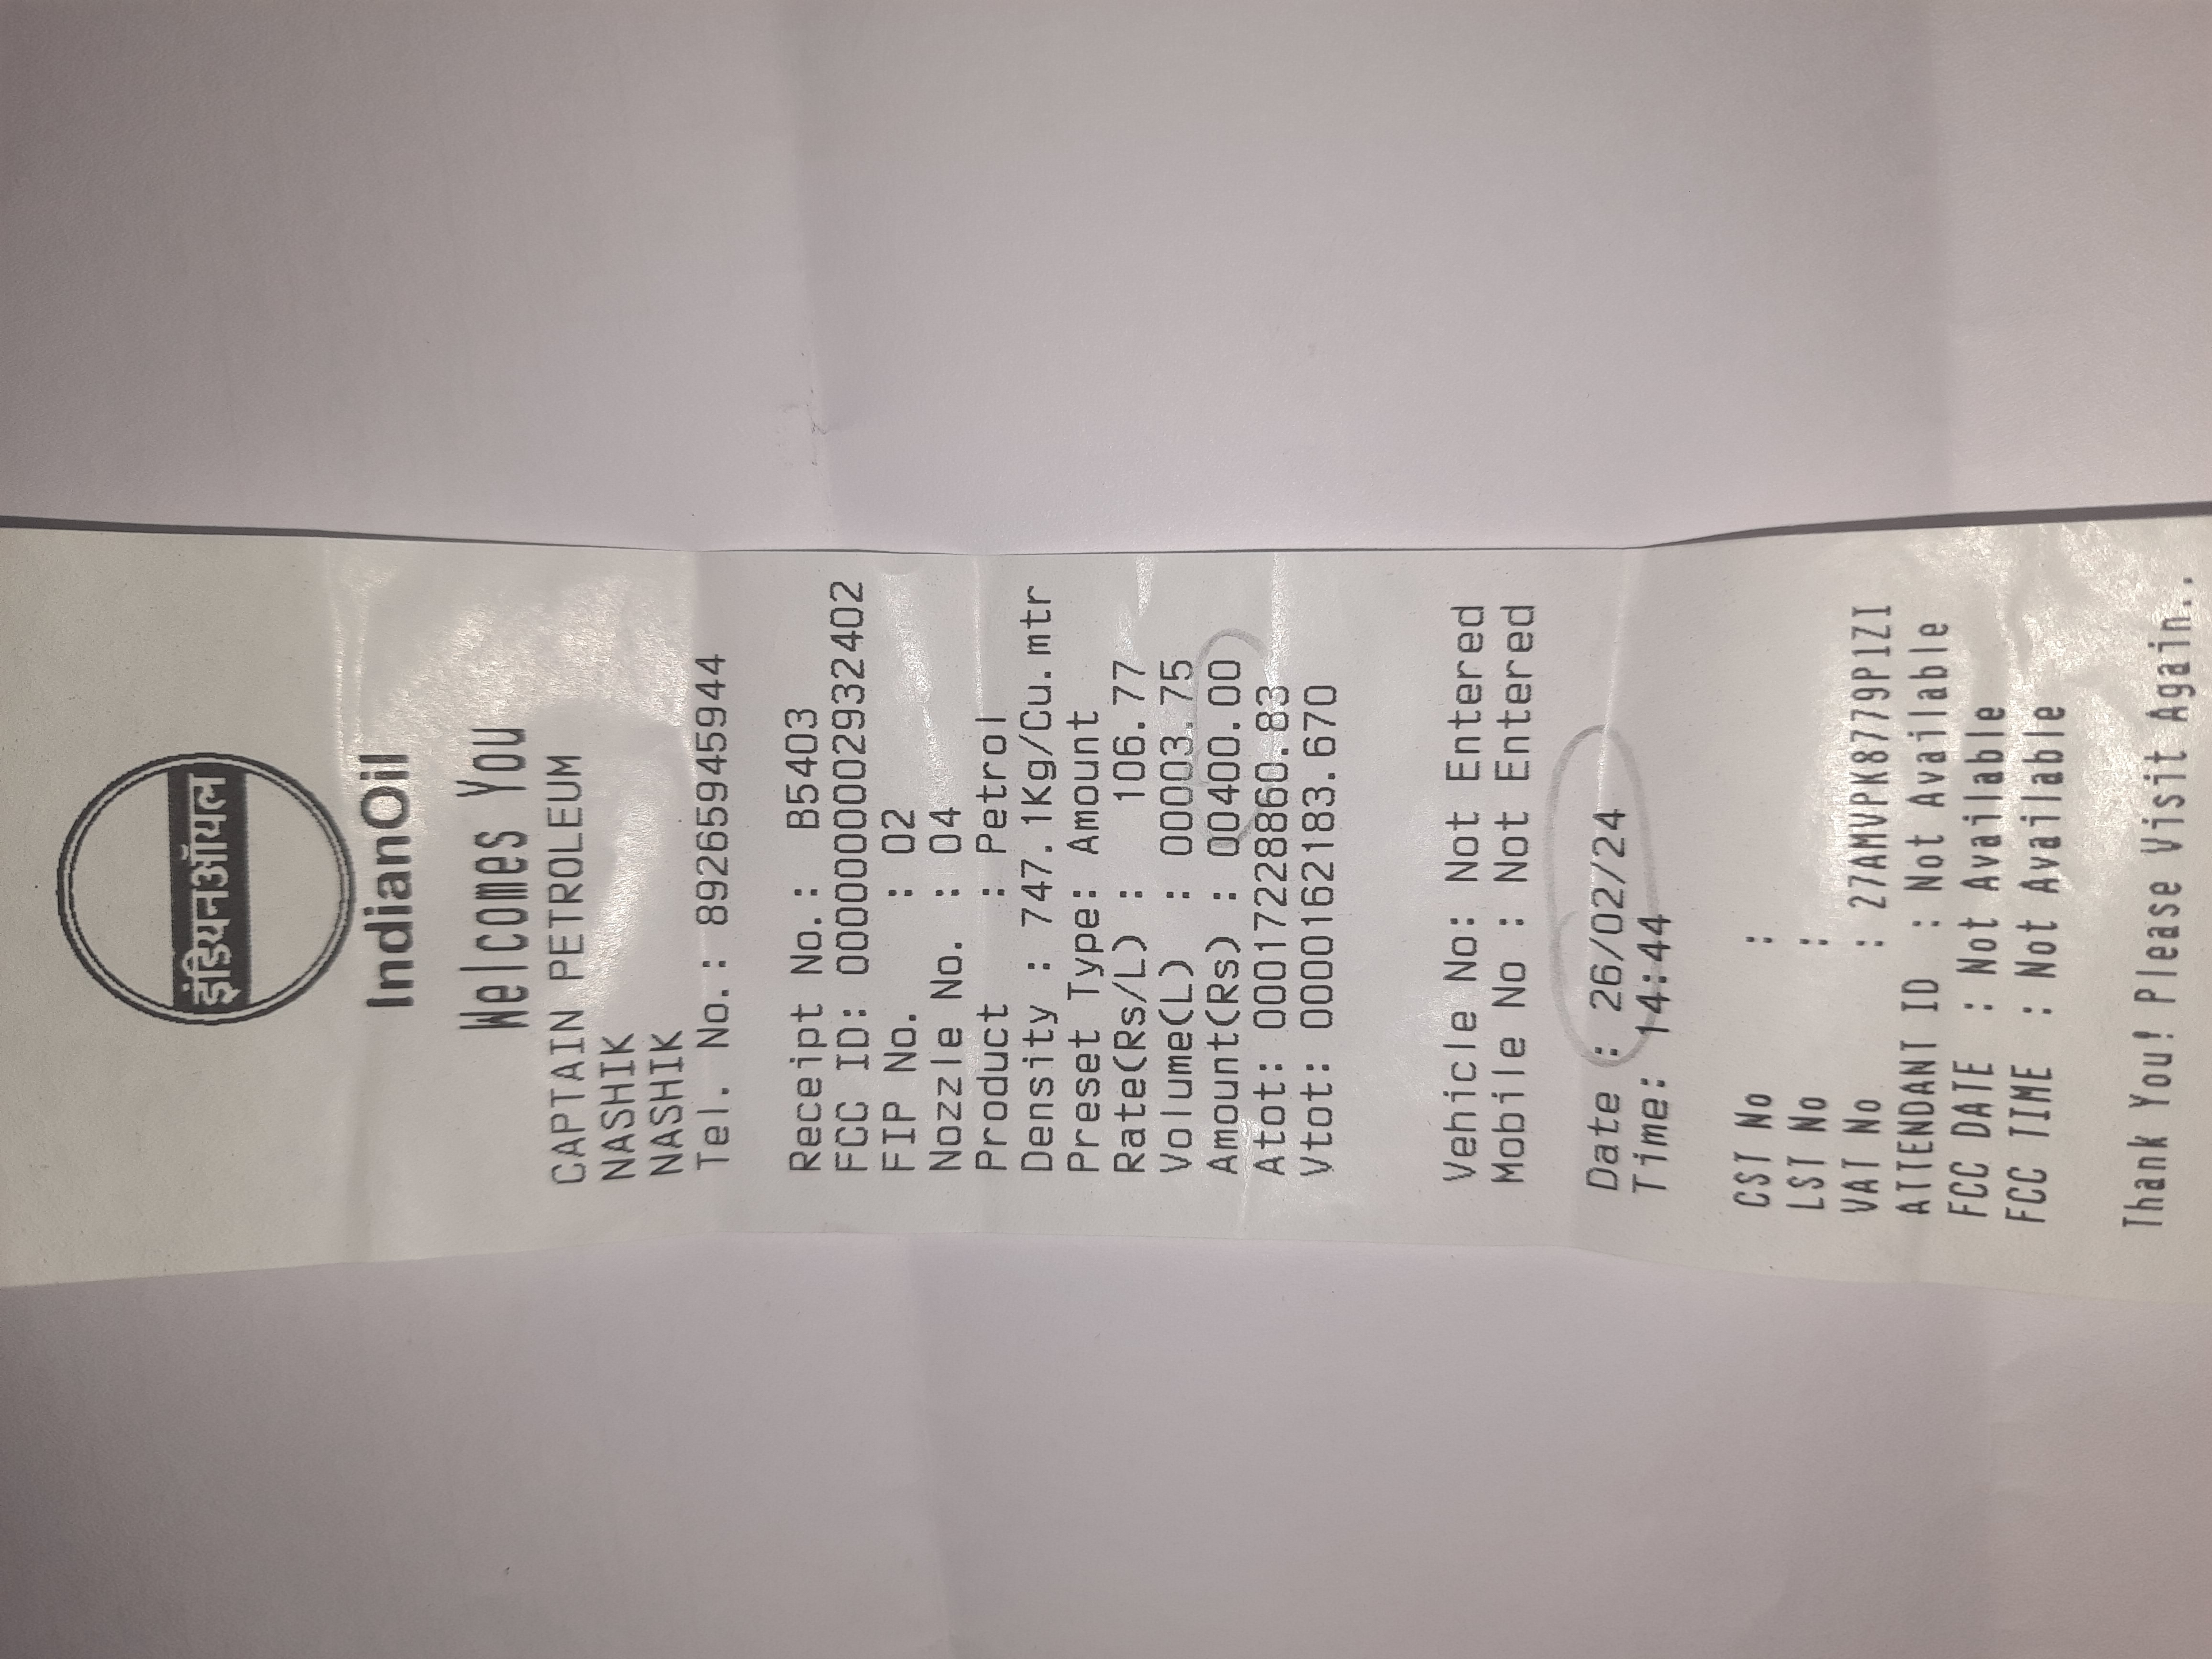 इंडियनऑयल
IndianOil
Welcomes You
CAPTAIN PETROLEUM
NASHIK
NASHIK
Tel. No.: 8926594594​4
Receipt No.: B5403
FCC ID: 0000000002932402
FIP No. : 02
Nozzle No. : 04
Product : Petrol
Density : 747.1Kg/Cu.mtr
Preset Type: Amount
Rate(Rs/L) : 106.77
Volume(L) : 00003.75
Amount(Rs) : 00400.00
Atot: 00017228860.83
Vtot: 0000162183.670
Vehicle No: Not Entered
Mobile No : Not Entered
Date : 26/02/24
Time: 14:44
CST No :
LST No :
VAT No : 27AMVPK8779P1ZI
ATTENDANT ID : Not Available
FCC DATE : Not Available
FCC TIME : Not Available
Thank You! Please Visit Again..